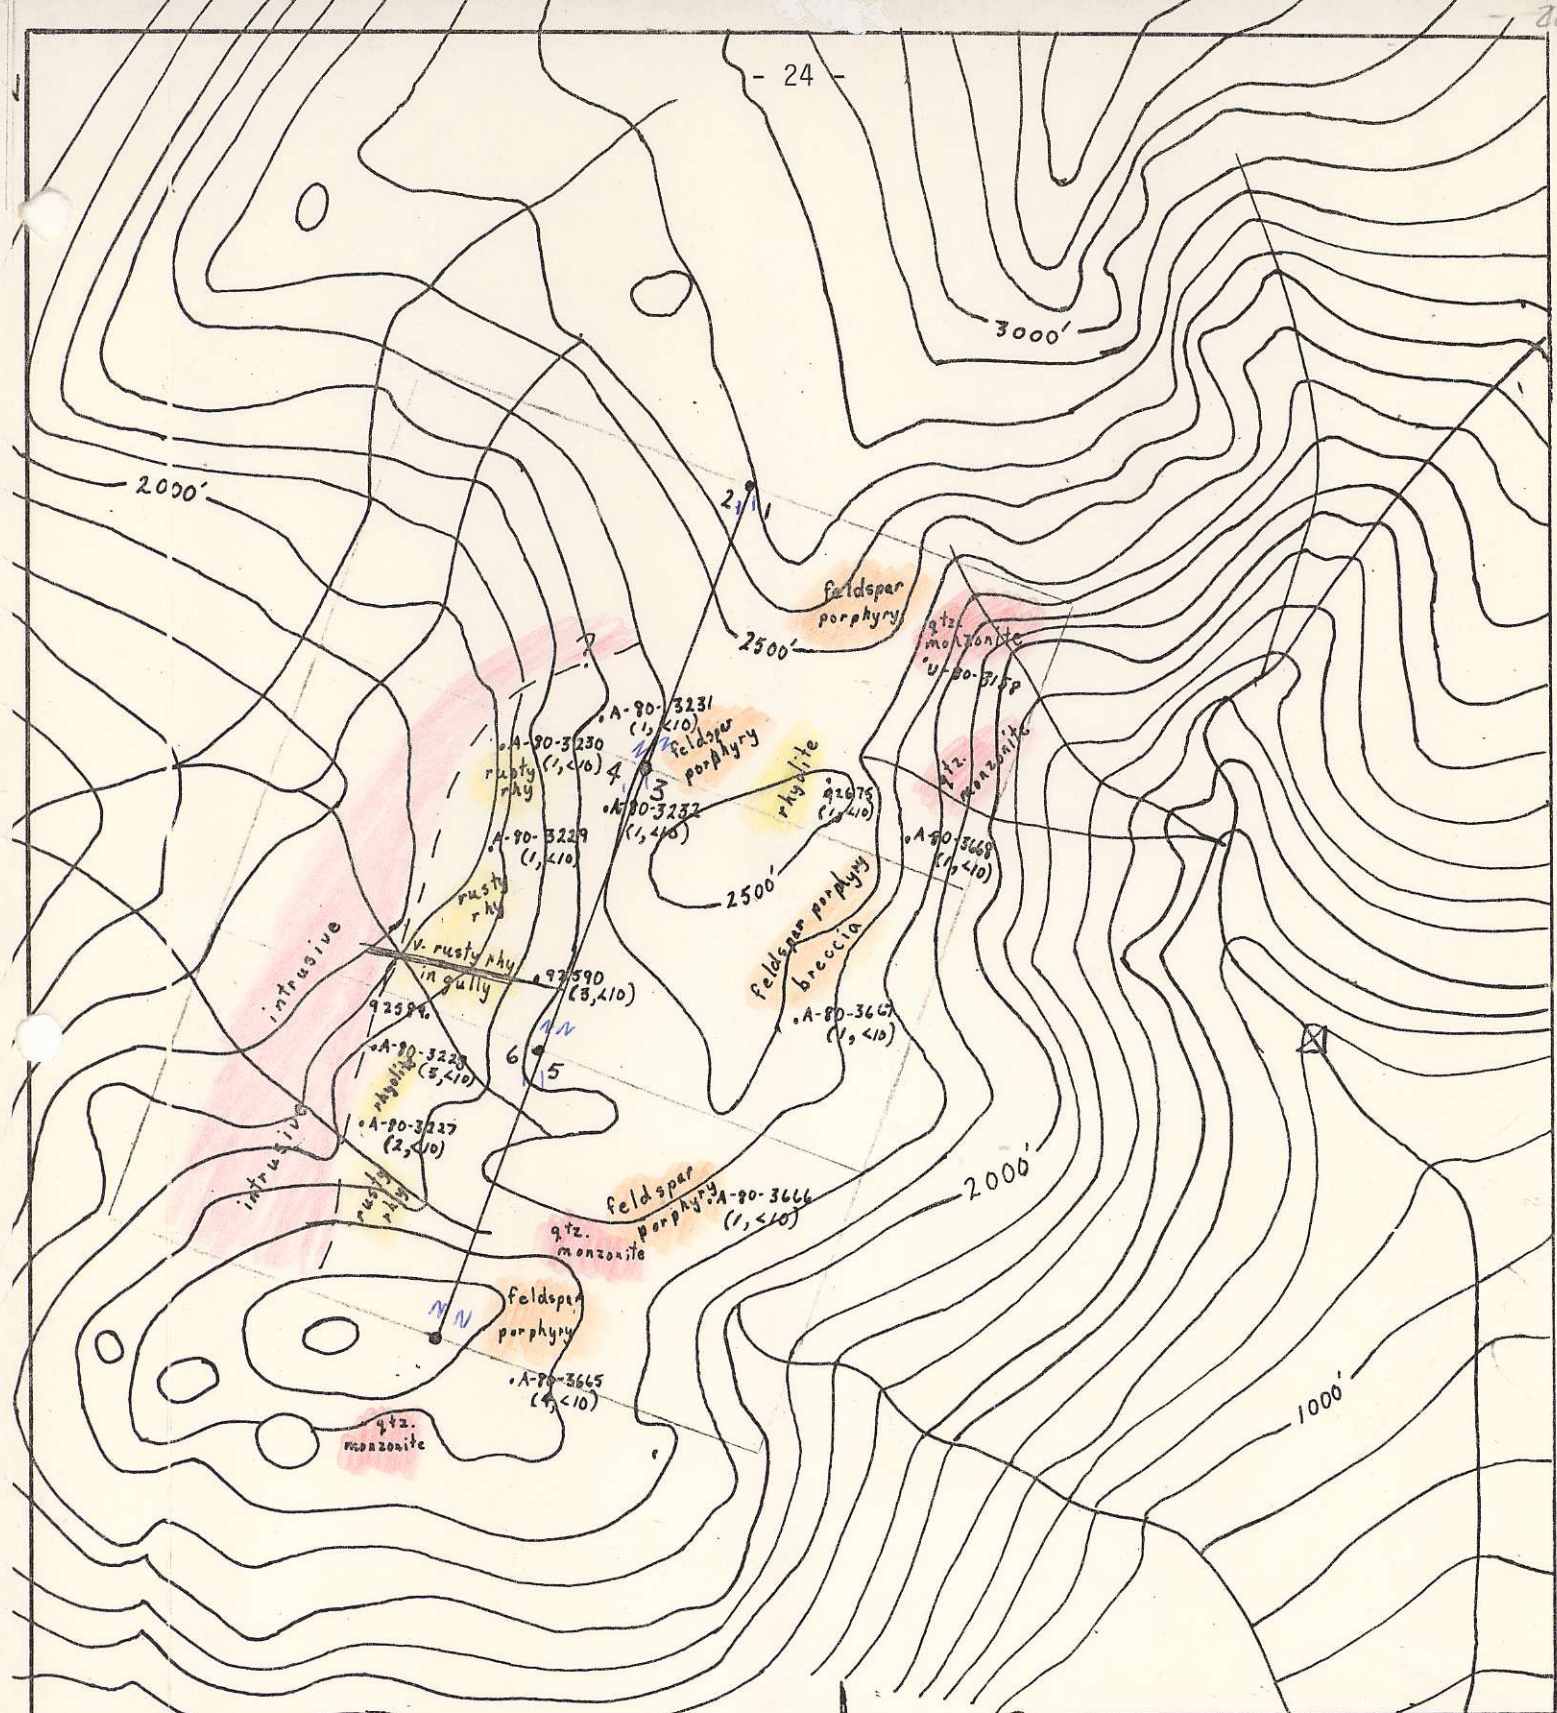 - 24 -
3000'
2000'
2 1
feldspar
porphyry
qtz.
monzonite
U-80-3158
2500'
?
A-80-3231
(1,<10)
feldspar
porphyry
A-80-3230
(1,<10)
rusty
rhy
4
3
rhyolite
92675
(1,<10)
qtz.
monzonite
A-80-3232
(1,<10)
A-80-3229
(1,<10)
A-80-3668
(1,<10)
rusty
rhy
2500'
feldspar porphyry
breccia
intrusive
v. rusty rhy
in gully
92590
(3,<10)
92589
A-80-3667
(1,<10)
A-80-3228
(3,<10)
rhyolite
6
5
A-80-3227
(2,<10)
intrusive
rusty
rhy
feldspar
porphyry
A-80-3666
(1,<10)
2000'
qtz.
monzonite
feldspar
porphyry
A-80-3665
(4,<10)
qtz.
monzonite
1000'